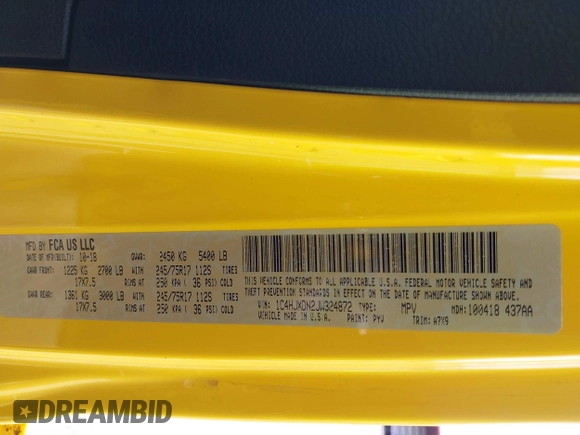 MFD BY FCA US LLC
DATE OF MFD(BUILT): 10-18 GVWR: 2450 KG 5400 LB
GAWR FRONT: 1225 KG 2700 LB WITH 245/75R17 112S TIRES
17X7.5 RIMS AT 250 KPA( 36 PSI) COLD
GAWR REAR: 1361 KG 3000 LB WITH 245/75R17 112S TIRES
17X7.5 RIMS AT 250 KPA( 36 PSI) COLD
THIS VEHICLE CONFORMS TO ALL APPLICABLE U.S.A. FEDERAL MOTOR VEHICLE SAFETY AND
THEFT PREVENTION STANDARDS IN EFFECT ON THE DATE OF MANUFACTURE SHOWN ABOVE.
VIN: 1C4HJXDN2JW324872 TYPE: MPV MDH: 100418 437AA
VEHICLE MADE IN U.S.A. PAINT: PYV TRIM: A7X9
DREAMBID